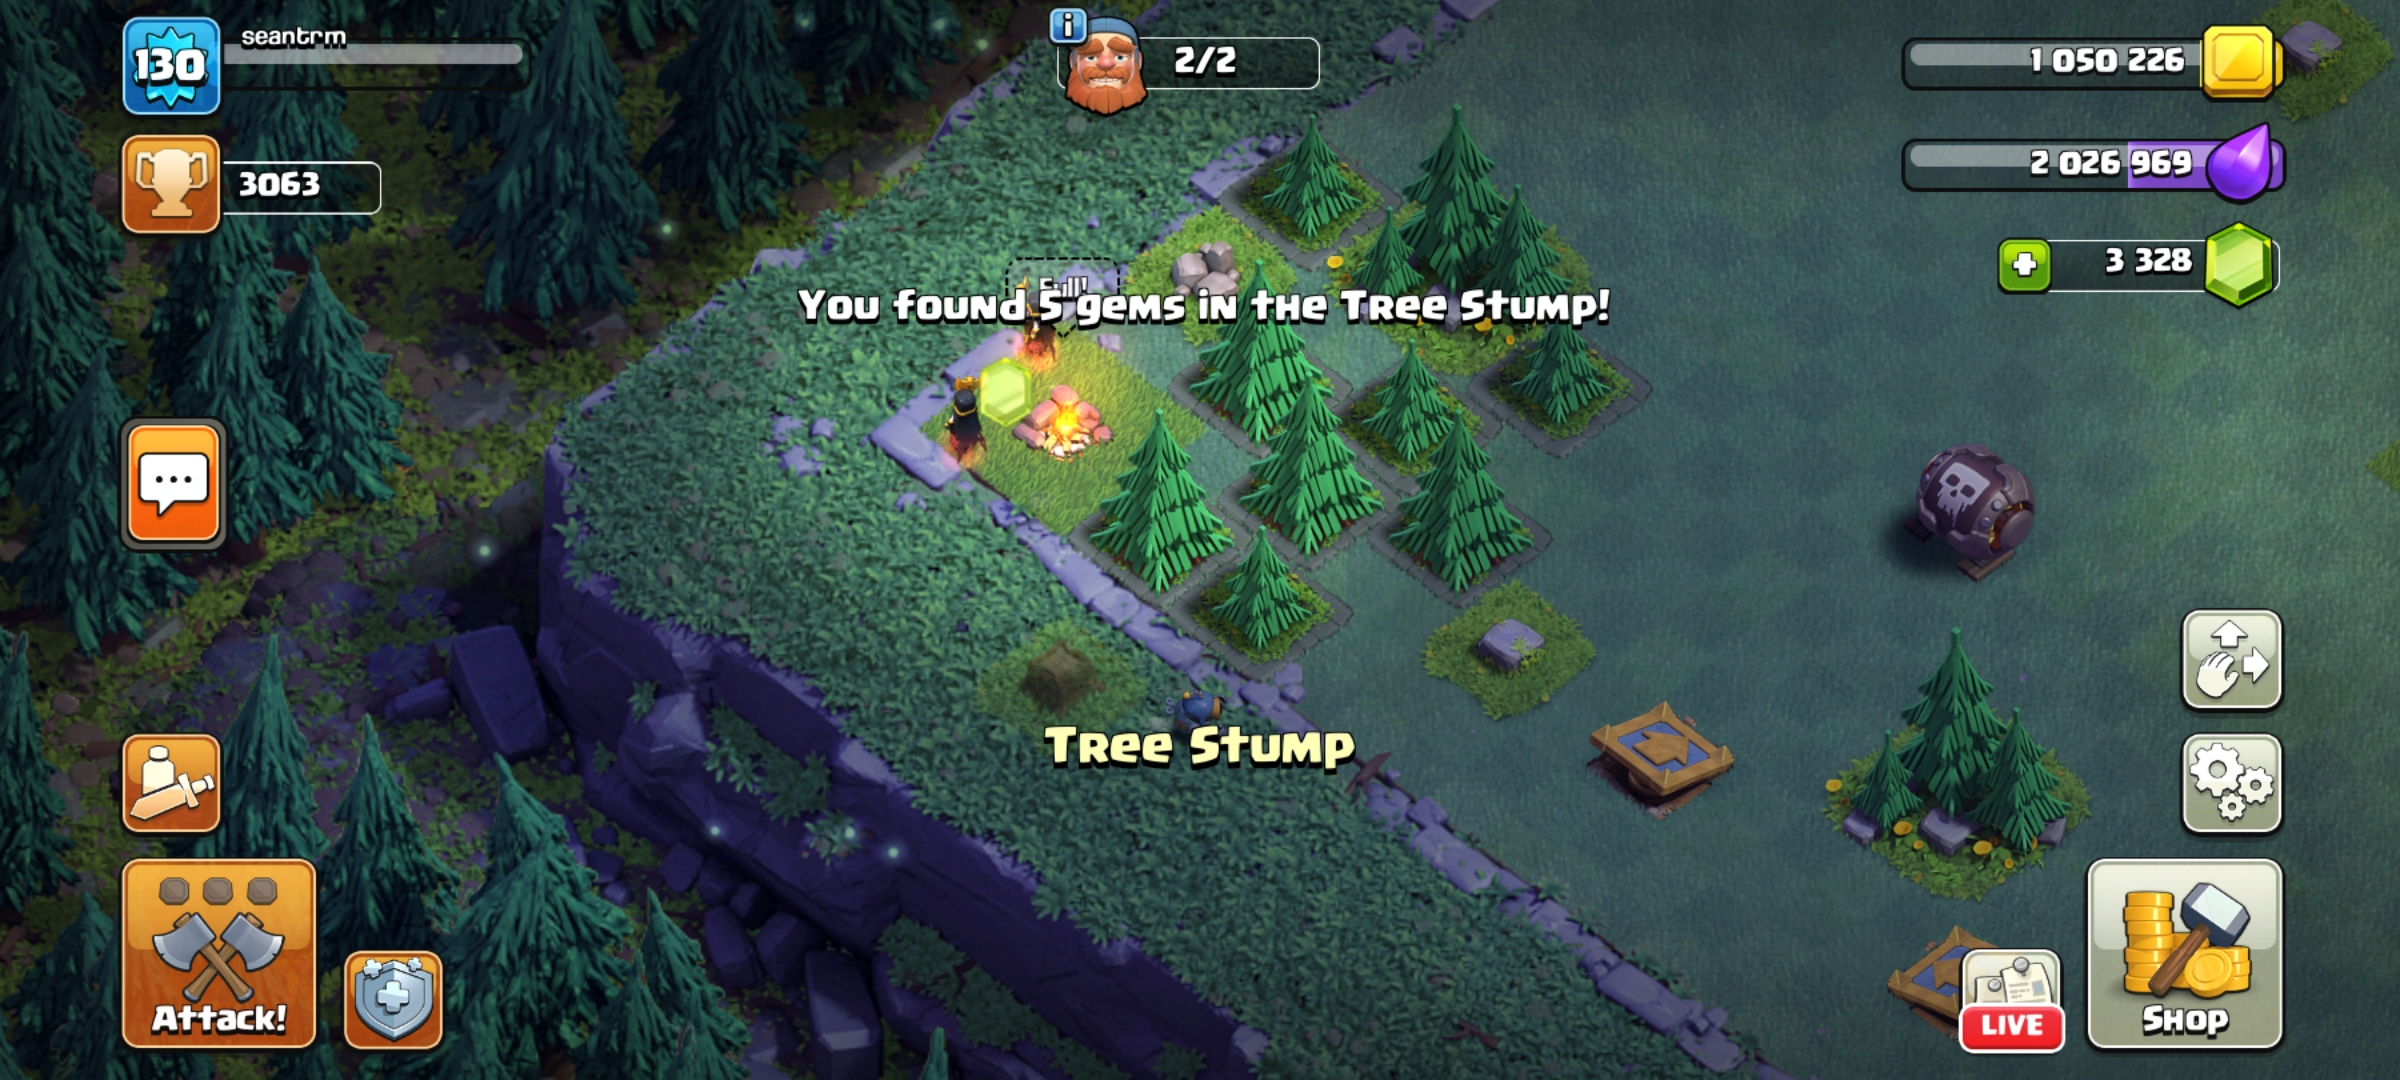 130
seantrm
2/2
1 050 226
3063
2 026 969
3 328
Full!
You found 5 gems in the Tree Stump!
Tree Stump
Attack!
LIVE
Shop